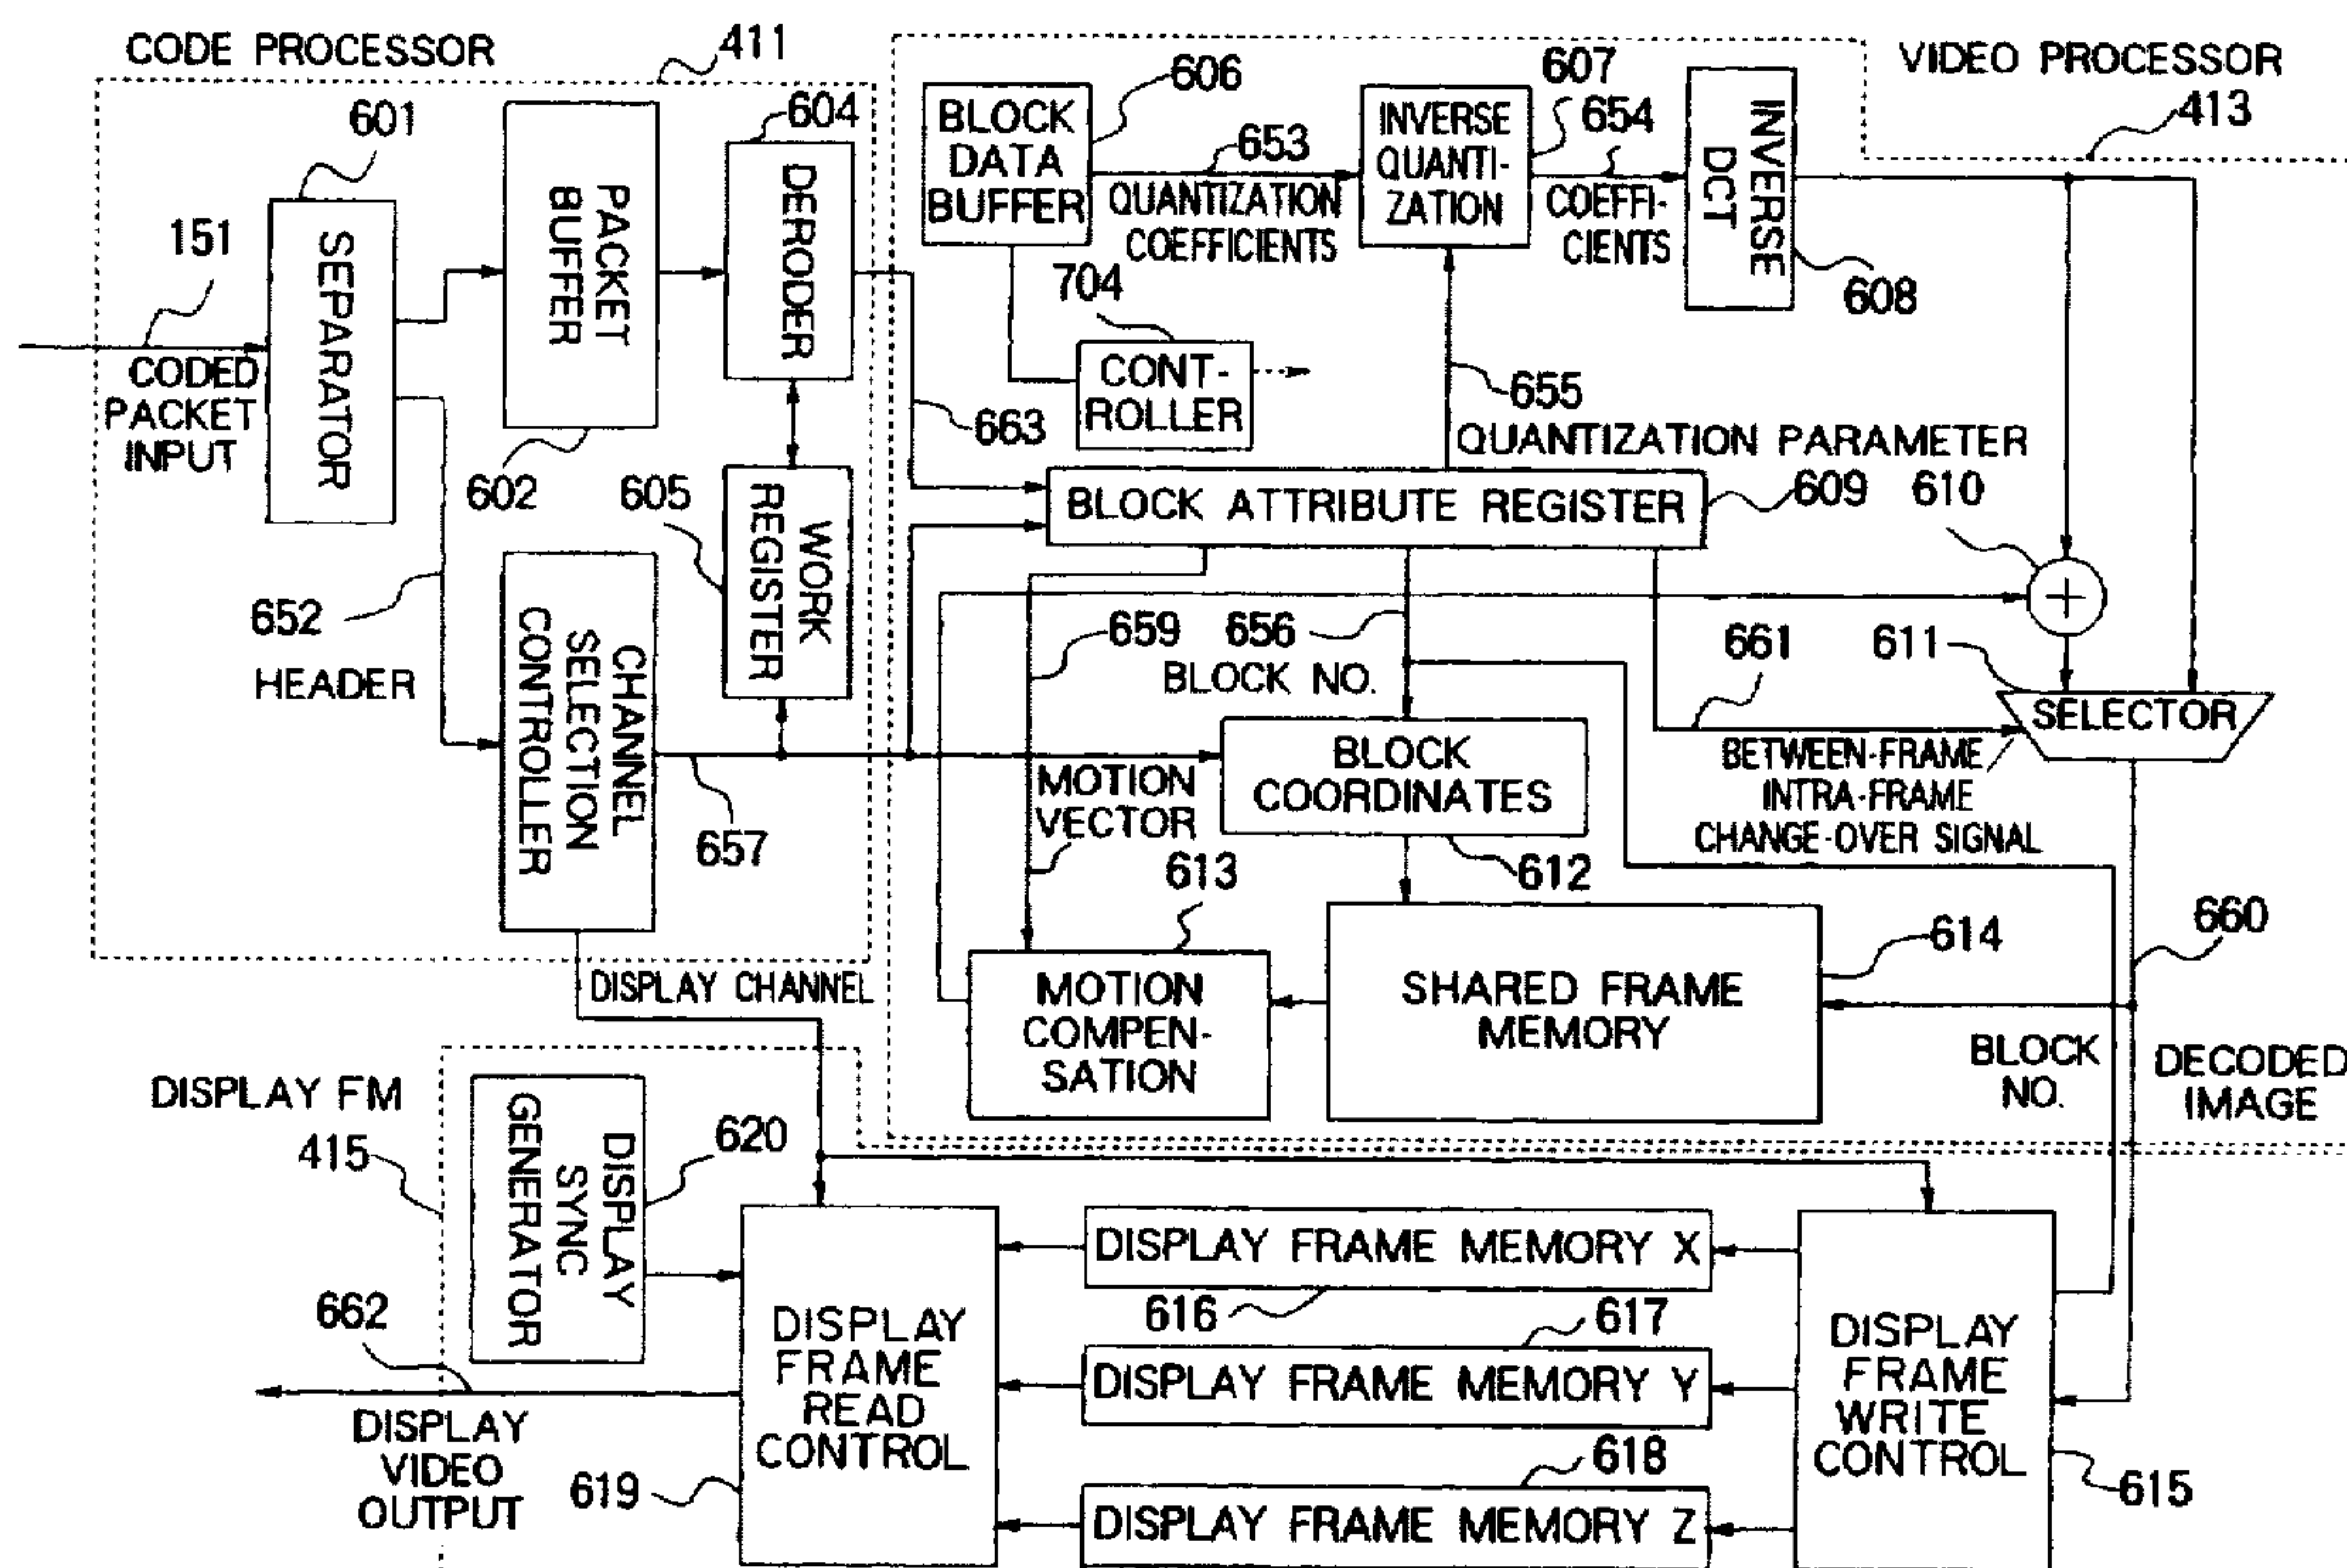 CODE PROCESSOR
411
VIDEO PROCESSOR
413
601
602
604
606
607
151
CODED
PACKET
INPUT
SEPARATOR
PACKET
BUFFER
DERODER
BLOCK
DATA
BUFFER
653
QUANTIZATION
COEFFICIENTS
INVERSE
QUANTI-
ZATION
654
COEFFI-
CIENTS
INVERSE
DCT
608
704
CONT-
ROLLER
655
QUANTIZATION PARAMETER
663
605
WORK
REGISTER
BLOCK ATTRIBUTE REGISTER
609
610
+
652
HEADER
CHANNEL
SELECTION
CONTROLLER
657
659
656
BLOCK NO.
661
611
SELECTOR
BETWEEN-FRAME
INTRA-FRAME
CHANGE-OVER SIGNAL
MOTION
VECTOR
BLOCK
COORDINATES
612
613
MOTION
COMPEN-
SATION
SHARED FRAME
MEMORY
614
660
BLOCK
NO.
DECODED
IMAGE
DISPLAY CHANNEL
DISPLAY FM
415
DISPLAY
SYNC
GENERATOR
620
662
DISPLAY
VIDEO
OUTPUT
DISPLAY
FRAME
READ
CONTROL
619
DISPLAY FRAME MEMORY X
616
617
DISPLAY FRAME MEMORY Y
618
DISPLAY FRAME MEMORY Z
DISPLAY
FRAME
WRITE
CONTROL
615